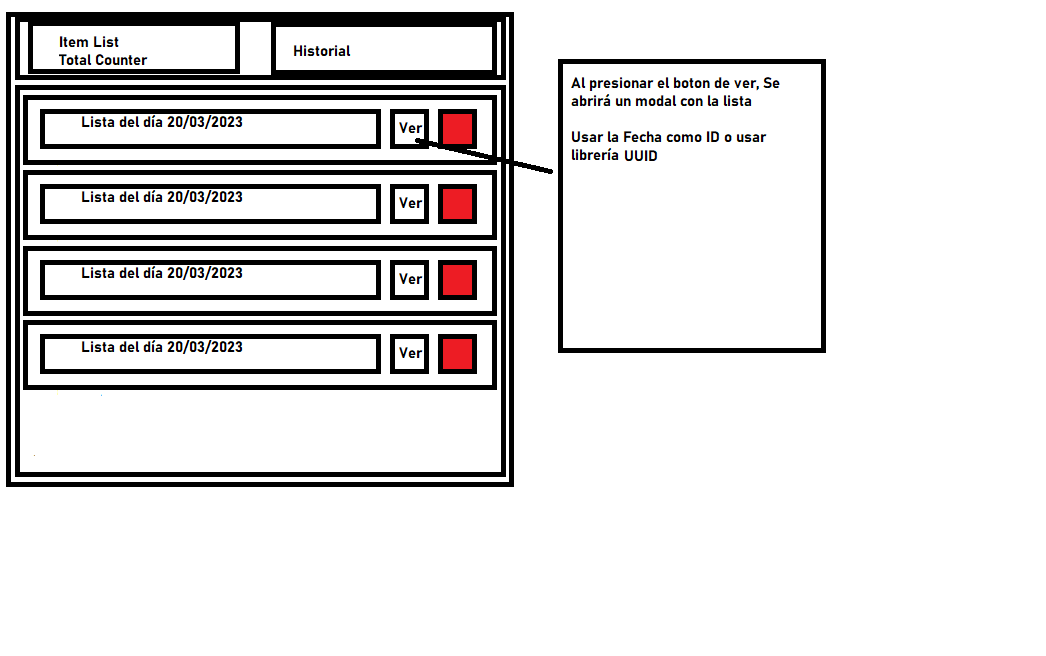 Item List
Total Counter
Historial
Lista del día 20/03/2023
Ver
Lista del día 20/03/2023
Ver
Lista del día 20/03/2023
Ver
Lista del día 20/03/2023
Ver
Al presionar el boton de ver, Se
abrirá un modal con la lista
Usar la Fecha como ID o usar
librería UUID